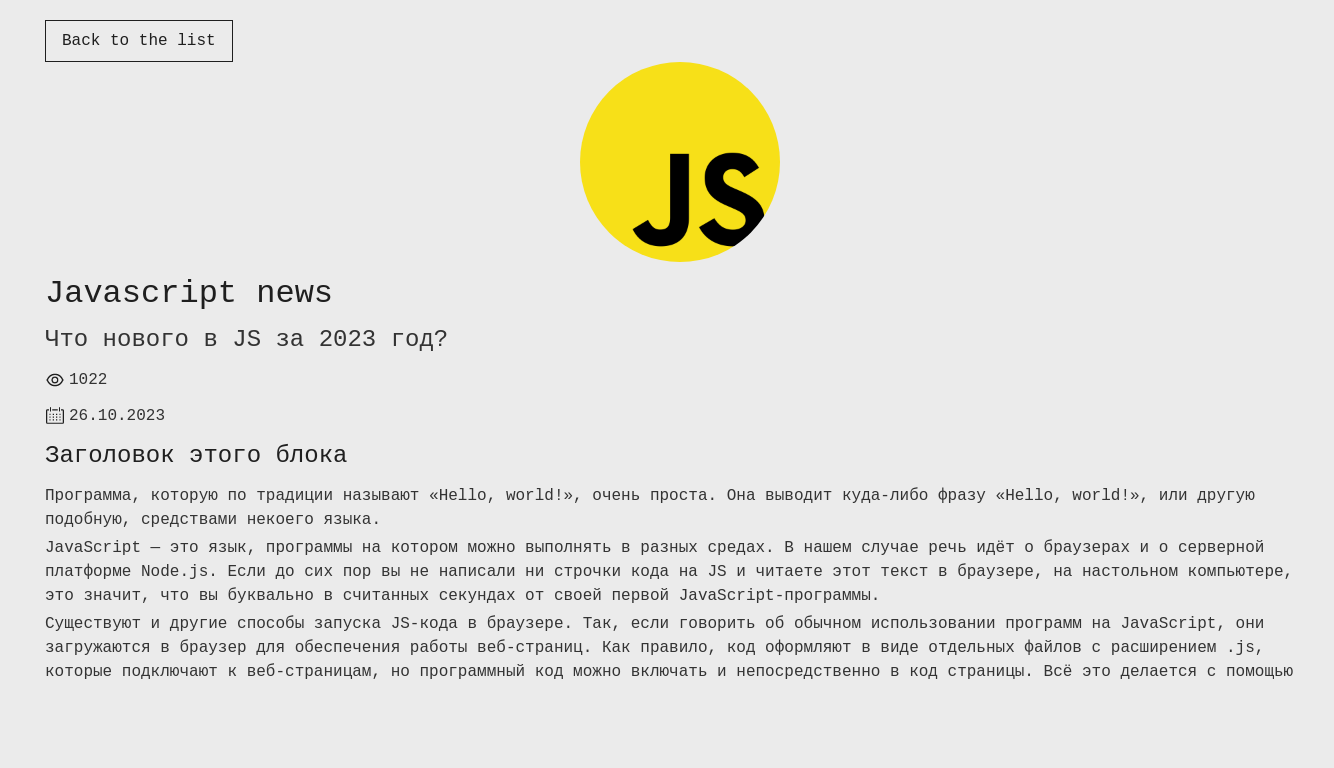 Back to the list
JS
Javascript news
Что нового в JS за 2023 год?
1022
26.10.2023
Заголовок этого блока
Программа, которую по традиции называют «Hello, world!», очень проста. Она выводит куда-либо фразу «Hello, world!», или другую
подобную, средствами некоего языка.
JavaScript — это язык, программы на котором можно выполнять в разных средах. В нашем случае речь идёт о браузерах и о серверной
платформе Node.js. Если до сих пор вы не написали ни строчки кода на JS и читаете этот текст в браузере, на настольном компьютере,
это значит, что вы буквально в считанных секундах от своей первой JavaScript-программы.
Существуют и другие способы запуска JS-кода в браузере. Так, если говорить об обычном использовании программ на JavaScript, они
загружаются в браузер для обеспечения работы веб-страниц. Как правило, код оформляют в виде отдельных файлов с расширением .js,
которые подключают к веб-страницам, но программный код можно включать и непосредственно в код страницы. Всё это делается с помощью